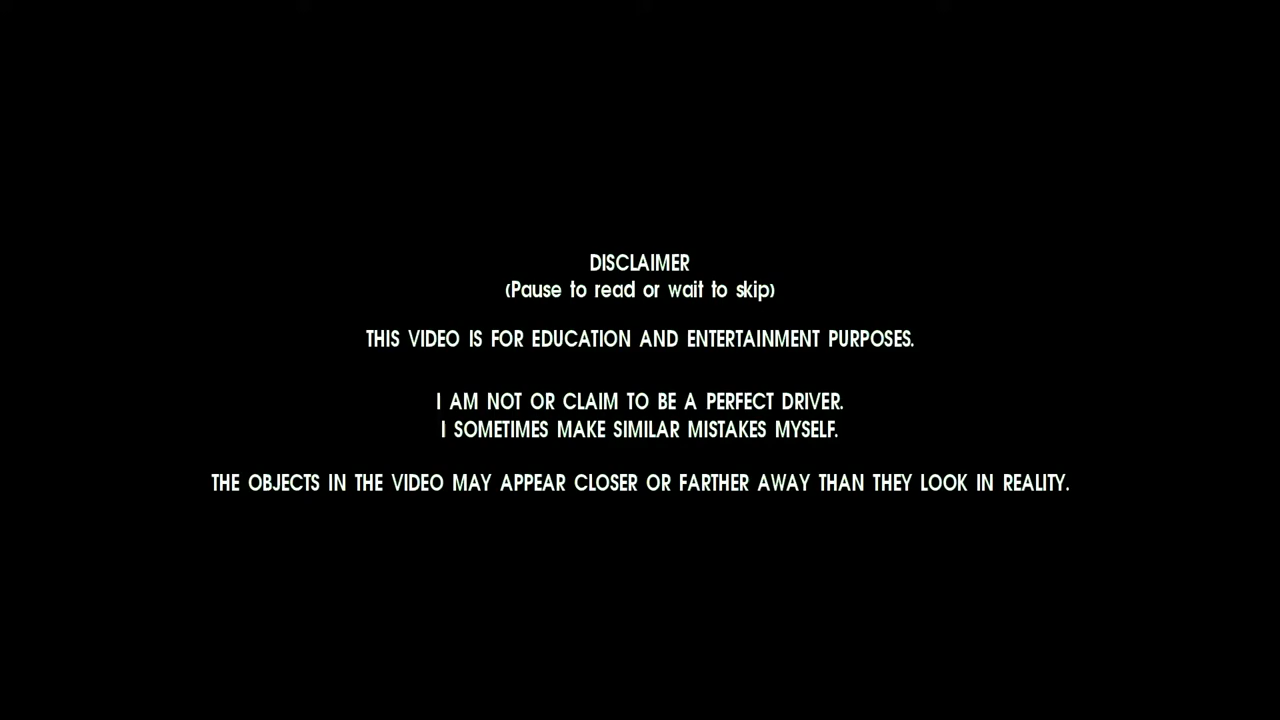 DISCLAIMER
(Pause to read or wait to skip)
THIS VIDEO IS FOR EDUCATION AND ENTERTAINMENT PURPOSES.
I AM NOT OR CLAIM TO BE A PERFECT DRIVER.
I SOMETIMES MAKE SIMILAR MISTAKES MYSELF.
THE OBJECTS IN THE VIDEO MAY APPEAR CLOSER OR FARTHER AWAY THAN THEY LOOK IN REALITY.